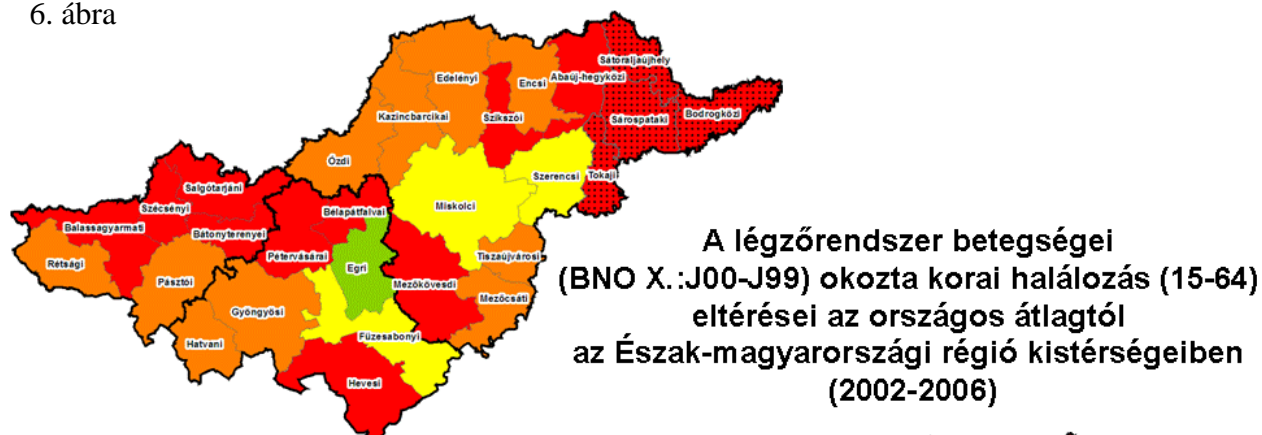 6. ábra
Sátoraljaújhely
Edelényi
Encsi
Abaúj-hegyközi
Bodrogközi
Kazincbarcikai
Szikszói
Sárospataki
Ózdi
Szerencsi
Tokaji
Salgótarjáni
Szécsényi
Miskolci
Bélapátfalvai
Balassagyarmati
Bátonyterenyei
Pétervásárai
Tiszaújvárosi
Rétsági
Egri
Pásztói
Mezőkövesdi
Mezőcsáti
Gyöngyösi
Füzesabonyi
Hatvani
Hevesi
A légzőrendszer betegségei
(BNO X.:J00-J99) okozta korai halálozás (15-64)
eltérései az országos átlagtól
az Észak-magyarországi régió kistérségeiben
(2002-2006)